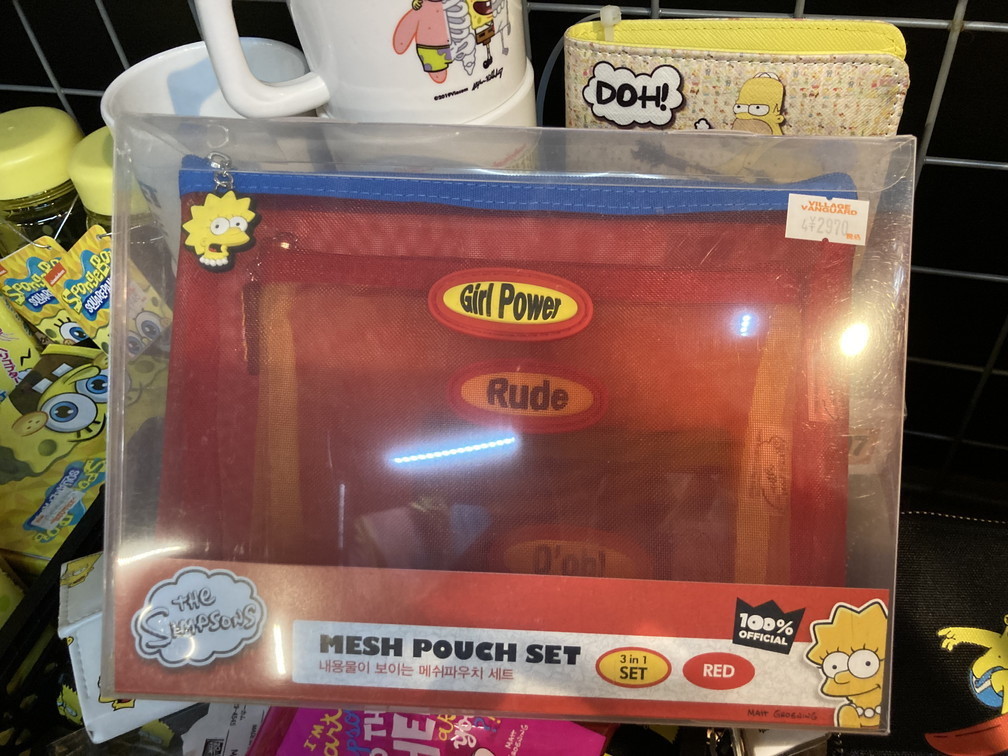 DOH!
VILLAGE
VANGUARD
¥2970
Girl Power
Rude
D'oh!
THE
SIMPSONS
MESH POUCH SET
내용물이 보이는 메쉬파우치 세트
3 in 1
SET
RED
100%
OFFICIAL
MATT GROENING
I'M